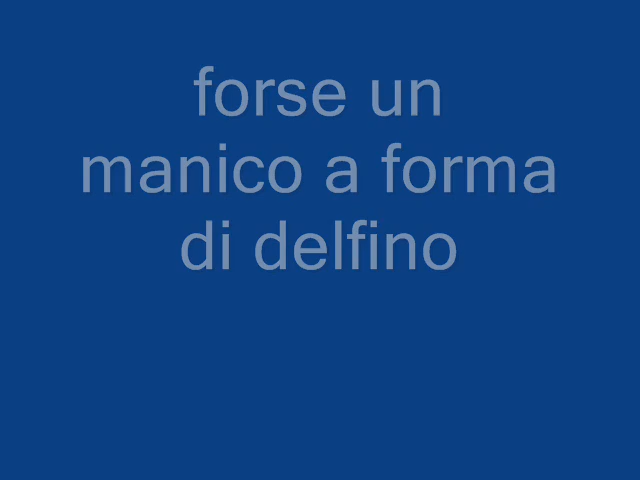 forse un
manico a forma
di delfino